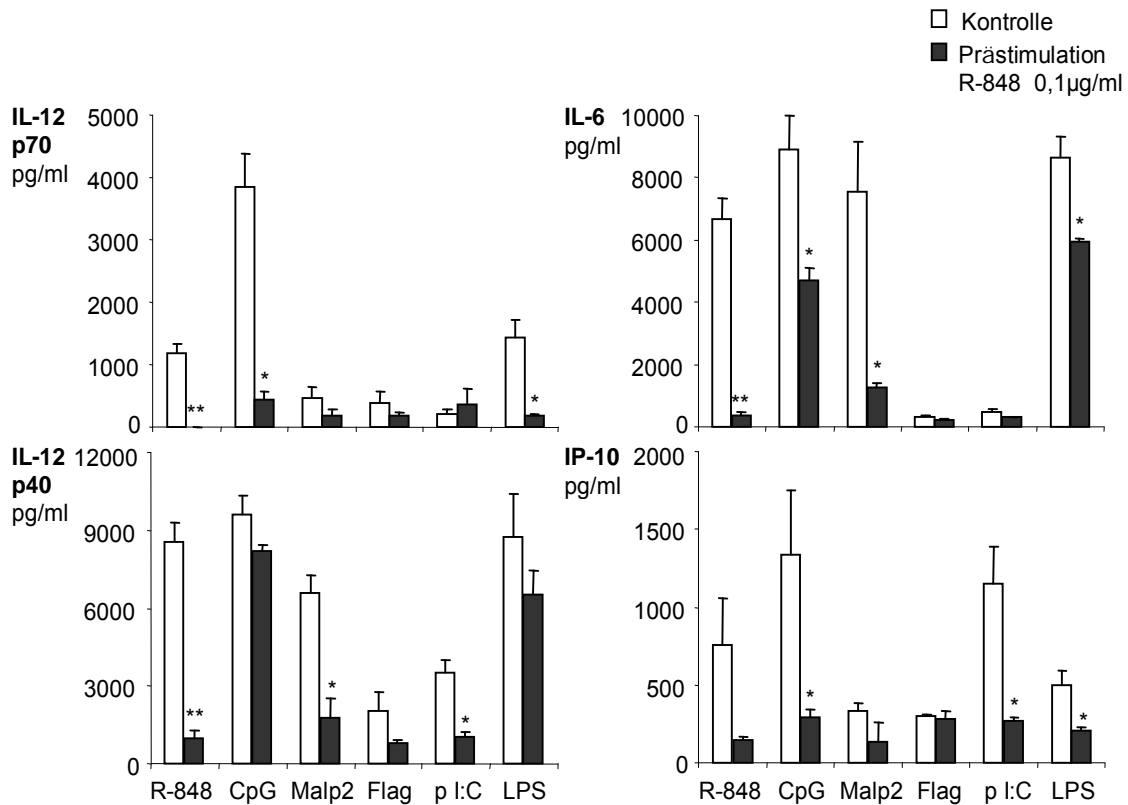 Kontrolle
Prästimulation
R-848 0,1µg/ml
IL-12
p70
pg/ml
5000
4000
3000
2000
1000
0
**
*
*
IL-6
pg/ml
10000
8000
6000
4000
2000
0
**
*
*
*
IL-12
p40
pg/ml
12000
9000
6000
3000
0
**
*
*
R-848 CpG Malp2 Flag p I:C LPS
IP-10
pg/ml
2000
1500
1000
500
0
*
*
*
R-848 CpG Malp2 Flag p I:C LPS